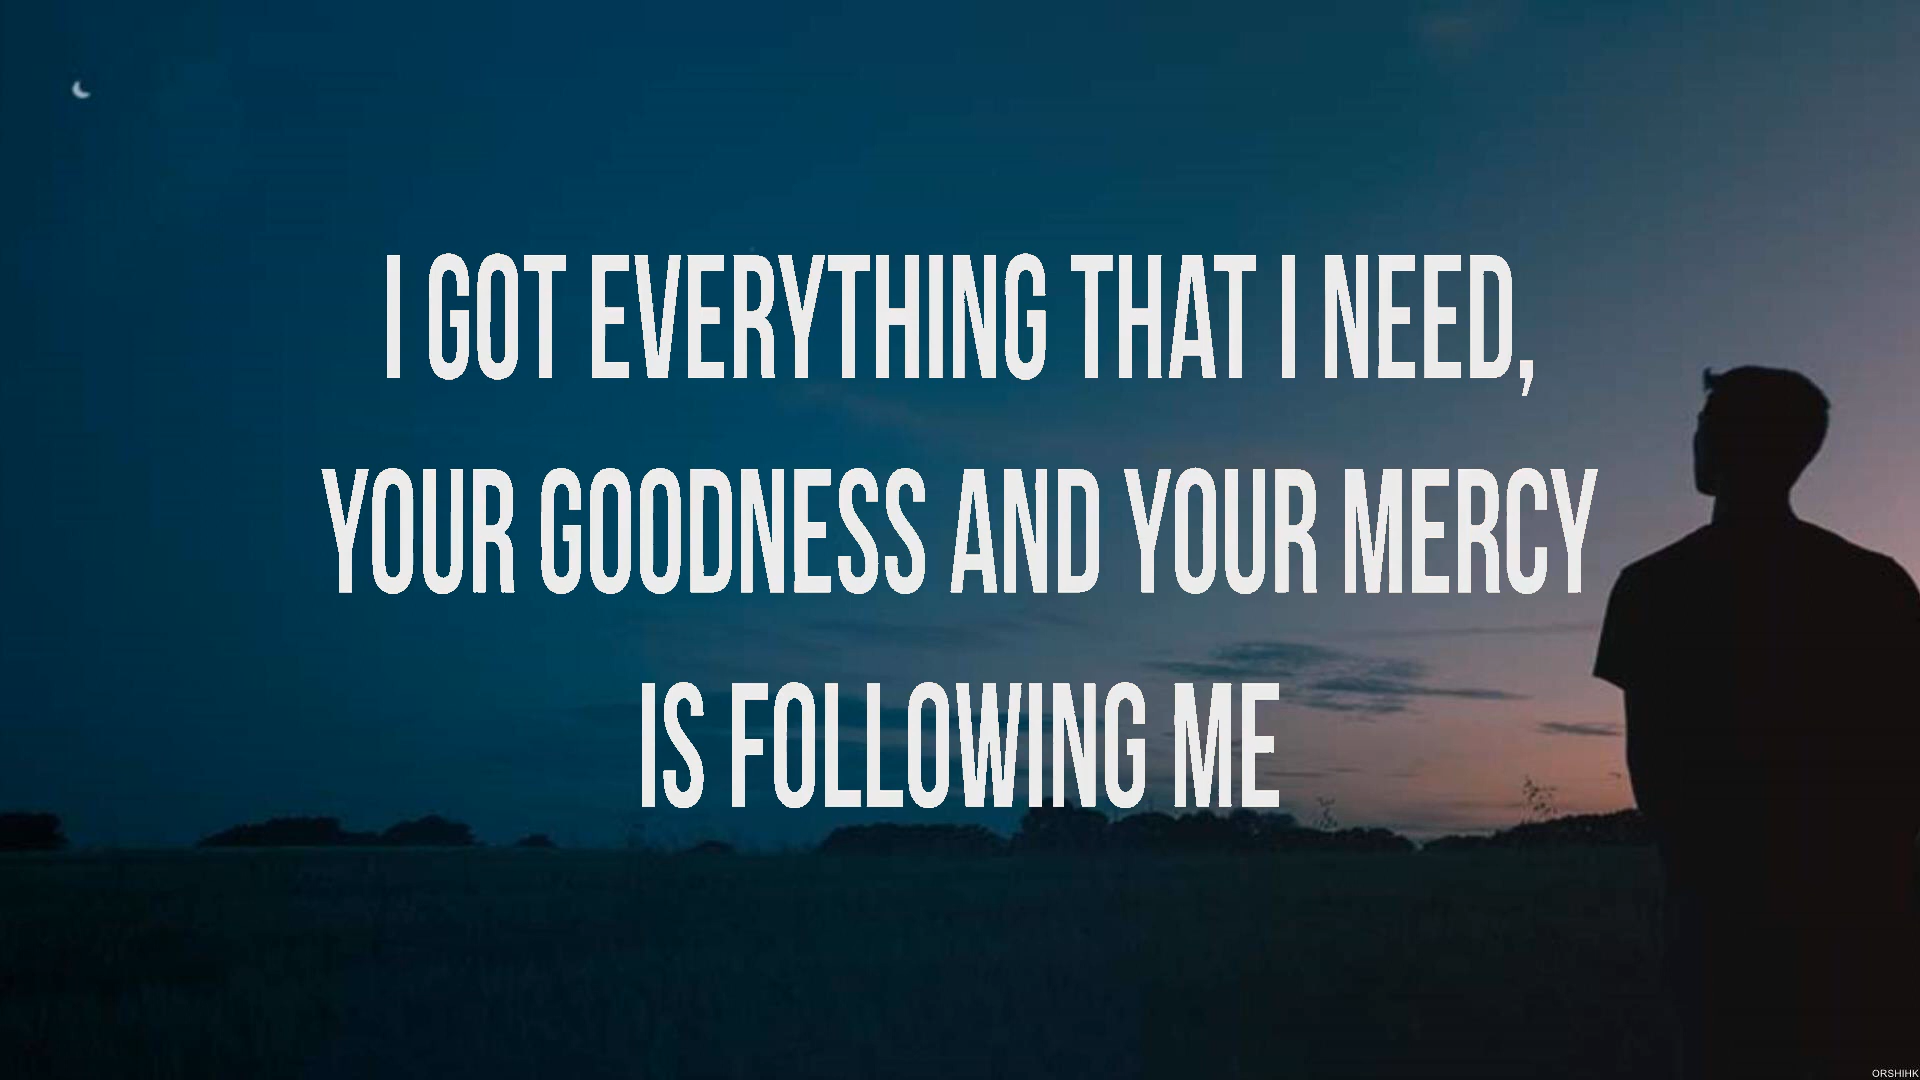 I GOT EVERYTHING THAT I NEED,
YOUR GOODNESS AND YOUR MERCY
IS FOLLOWING ME
ORSHIHK